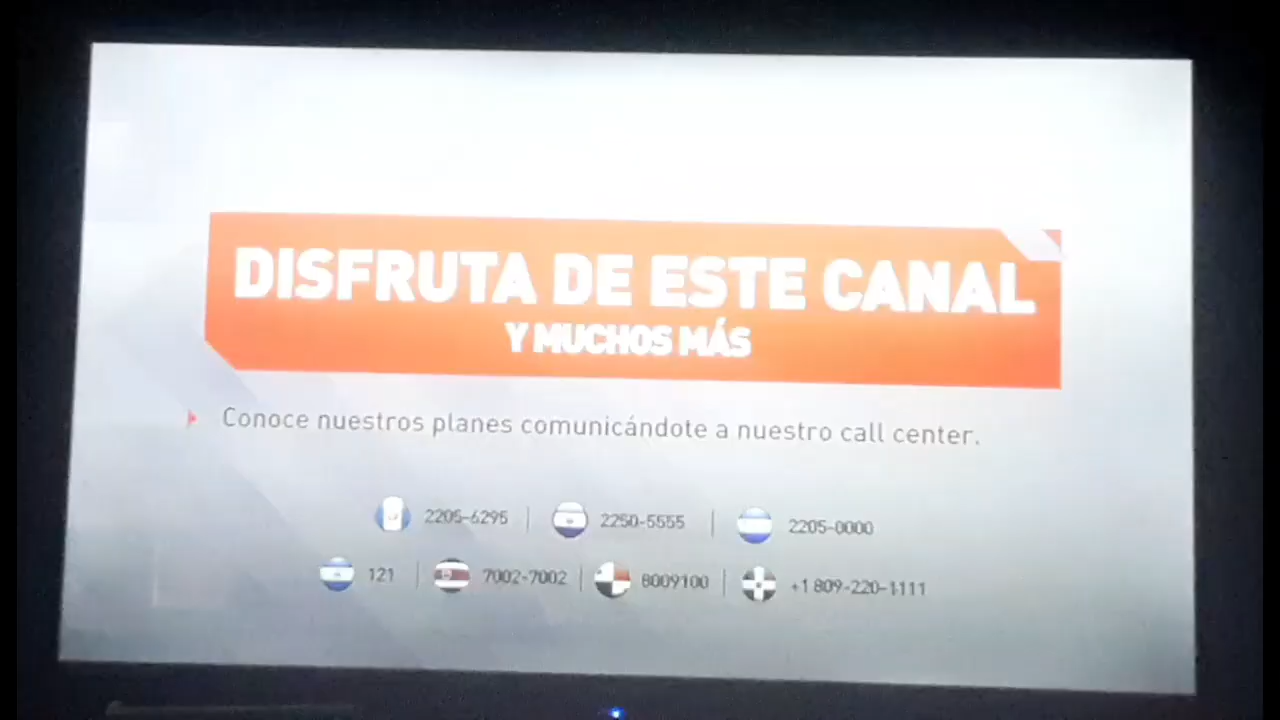 DISFRUTA DE ESTE CANAL
Y MUCHOS MÁS
Conoce nuestros planes comunicándote a nuestro call center.
2205-6295 | 2250-5555 | 2205-0000
121 | 7002-7002 | 8009100 | +1 809-220-1111